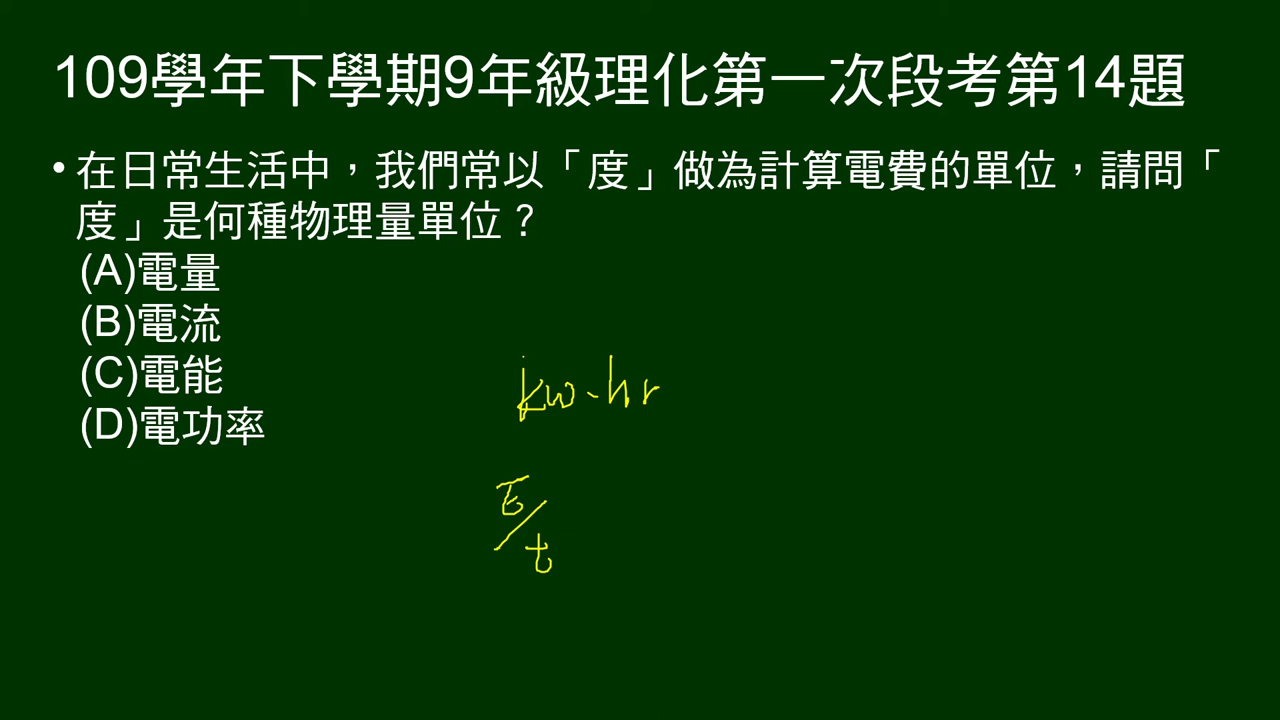 109學年下學期9年級理化第一次段考第14題
•在日常生活中，我們常以「度」做為計算電費的單位，請問「
度」是何種物理量單位？
(A)電量
(B)電流
(C)電能
(D)電功率
kw-hr
E/t